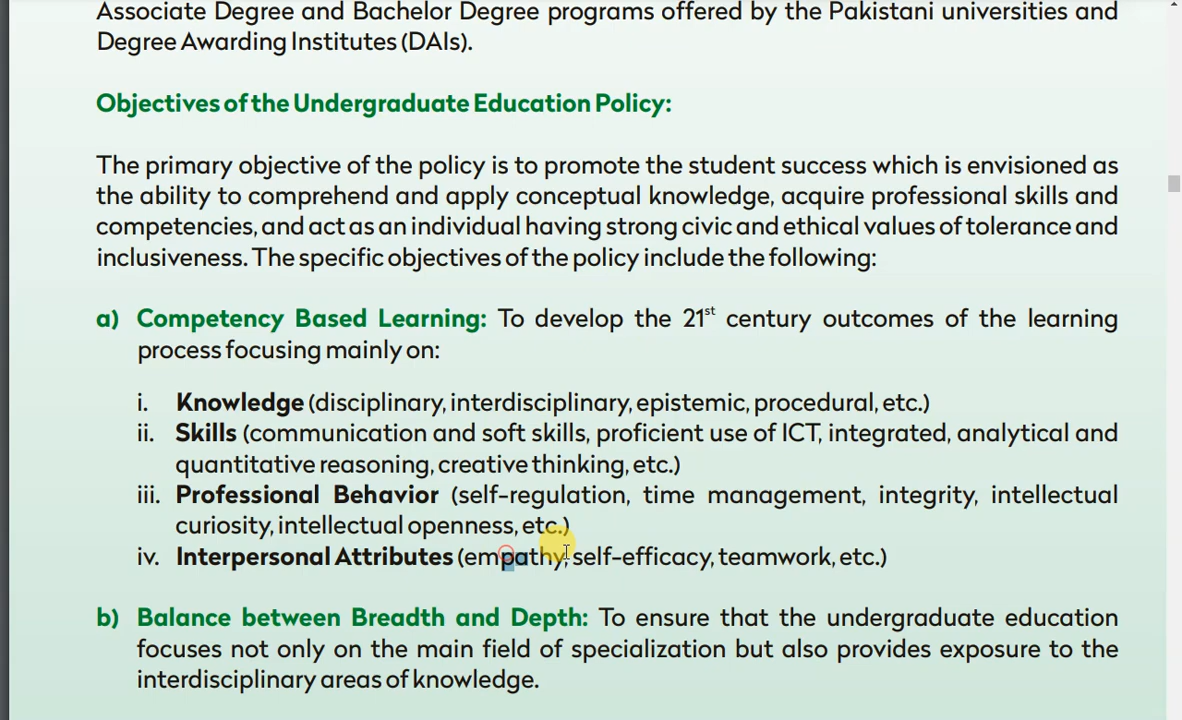 Associate Degree and Bachelor Degree programs offered by the Pakistani universities and
Degree Awarding Institutes (DAIs).
Objectives of the Undergraduate Education Policy:
The primary objective of the policy is to promote the student success which is envisioned as
the ability to comprehend and apply conceptual knowledge, acquire professional skills and
competencies, and act as an individual having strong civic and ethical values of tolerance and
inclusiveness. The specific objectives of the policy include the following:
a) Competency Based Learning: To develop the 21st century outcomes of the learning
process focusing mainly on:
i. Knowledge (disciplinary, interdisciplinary, epistemic, procedural, etc.)
ii. Skills (communication and soft skills, proficient use of ICT, integrated, analytical and
quantitative reasoning, creative thinking, etc.)
iii. Professional Behavior (self-regulation, time management, integrity, intellectual
curiosity, intellectual openness, etc.)
iv. Interpersonal Attributes (empathy, self-efficacy, teamwork, etc.)
b) Balance between Breadth and Depth: To ensure that the undergraduate education
focuses not only on the main field of specialization but also provides exposure to the
interdisciplinary areas of knowledge.